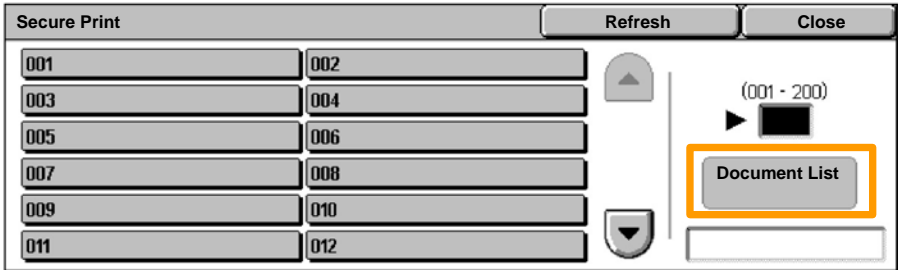 Secure Print Refresh Close
001 002
003 004
005 006
007 008
009 010
011 012
(001 - 200)
Document List